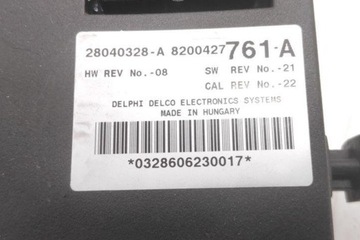 28040328-A 8200427761-A
HW REV No.-08 SW REV No.-21
CAL REV No.-22
DELPHI DELCO ELECTRONICS SYSTEMS
MADE IN HUNGARY
*0328606230017*